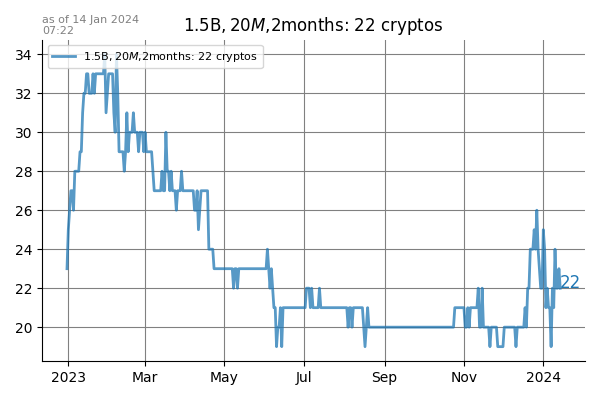 as of 14 Jan 2024
07:22
1.5B, 20M,2months: 22 cryptos
1.5B, 20M,2months: 22 cryptos
34
32
30
28
26
24
22
20
22
2023
Mar
May
Jul
Sep
Nov
2024